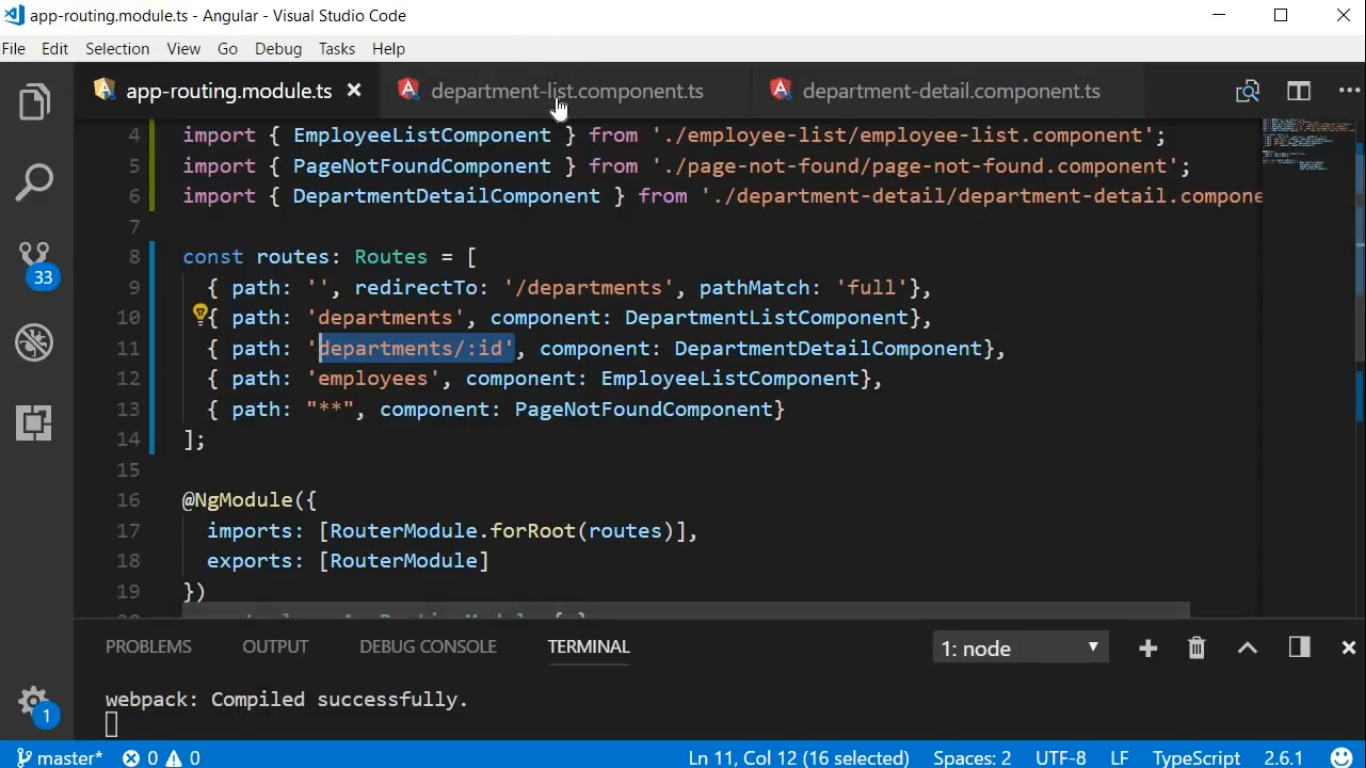 app-routing.module.ts - Angular - Visual Studio Code
File Edit Selection View Go Debug Tasks Help
app-routing.module.ts department-list.component.ts department-detail.component.ts
4 import { EmployeeListComponent } from './employee-list/employee-list.component';
5 import { PageNotFoundComponent } from './page-not-found/page-not-found.component';
6 import { DepartmentDetailComponent } from './department-detail/department-detail.compone
7
8 const routes: Routes = [
9 { path: '', redirectTo: '/departments', pathMatch: 'full'},
10 { path: 'departments', component: DepartmentListComponent},
11 { path: 'departments/:id', component: DepartmentDetailComponent},
12 { path: 'employees', component: EmployeeListComponent},
13 { path: "**", component: PageNotFoundComponent}
14 ];
15
16 @NgModule({
17 imports: [RouterModule.forRoot(routes)],
18 exports: [RouterModule]
19 })
33
PROBLEMS OUTPUT DEBUG CONSOLE TERMINAL 1: node
webpack: Compiled successfully.
1
master* 0 0 Ln 11, Col 12 (16 selected) Spaces: 2 UTF-8 LF TypeScript 2.6.1